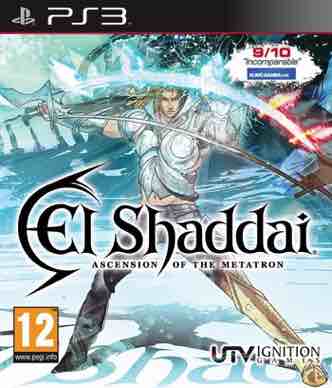 PS3
9/10
"Incomparable"
El Shaddai
ASCENSION OF THE METATRON
12
www.pegi.info
UTV IGNITION
GAMES